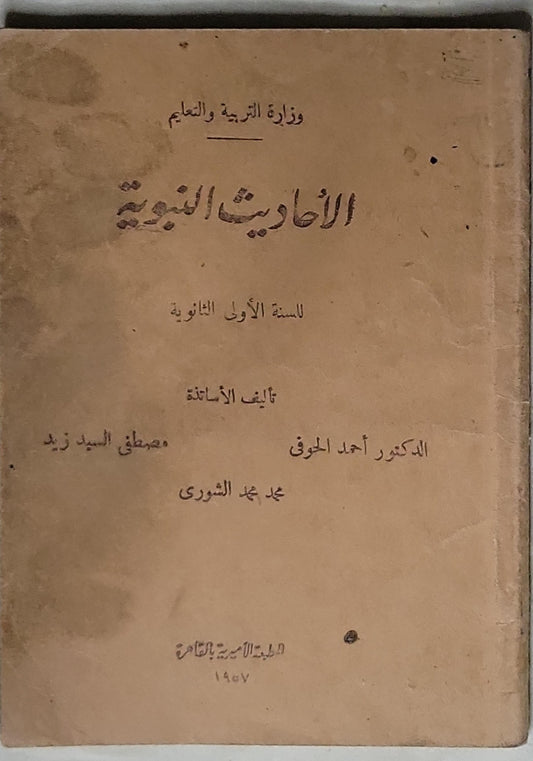 وزارة التربية والتعليم
الأحاديث النبوية
للسنة الأولى الثانوية
تأليف الأساتذة
الدكتور أحمد الحوفى مصطفى السيد زيد
محمد محمد الشورى
المطبعة الأميرية بالقاهرة
١٩٥٧